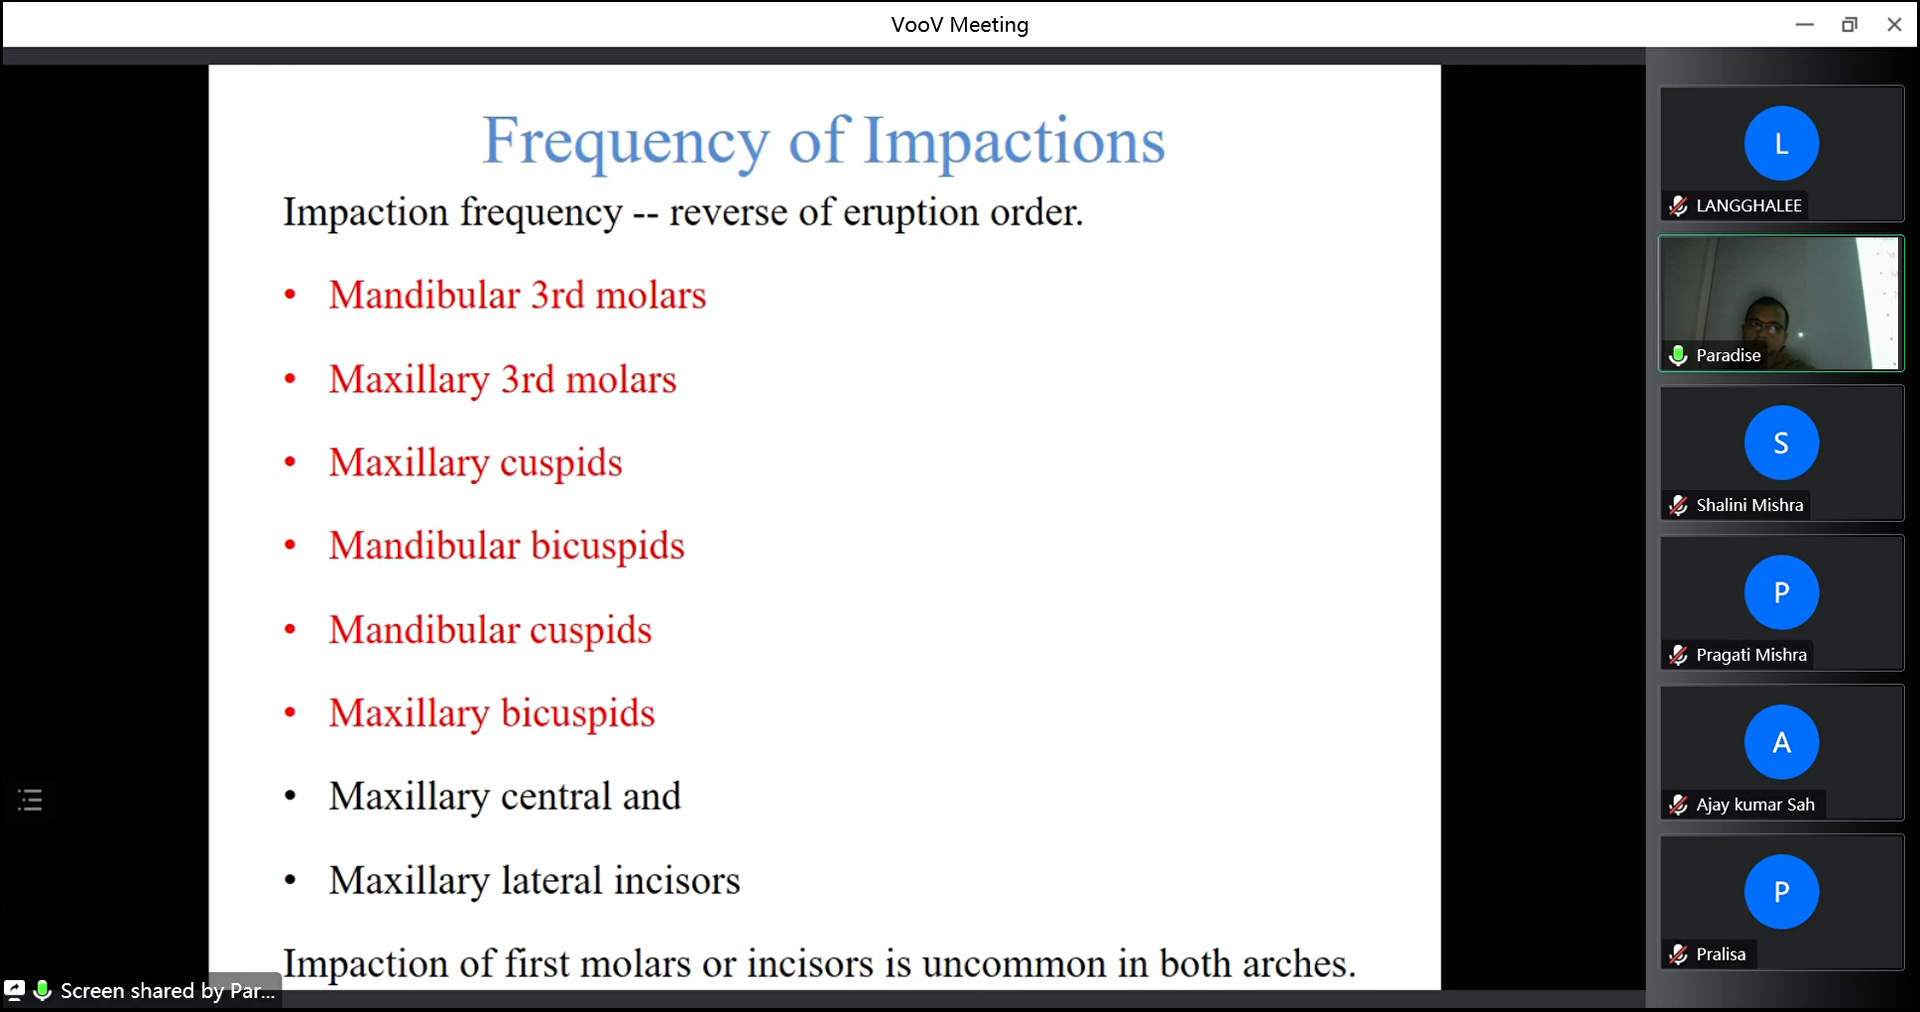 VooV Meeting
Frequency of Impactions
Impaction frequency -- reverse of eruption order.
• Mandibular 3rd molars
• Maxillary 3rd molars
• Maxillary cuspids
• Mandibular bicuspids
• Mandibular cuspids
• Maxillary bicuspids
• Maxillary central and
• Maxillary lateral incisors
Impaction of first molars or incisors is uncommon in both arches.
Screen shared by Par...
L
LANGGHALEE
Paradise
S
Shalini Mishra
P
Pragati Mishra
A
Ajay kumar Sah
P
Pralisa